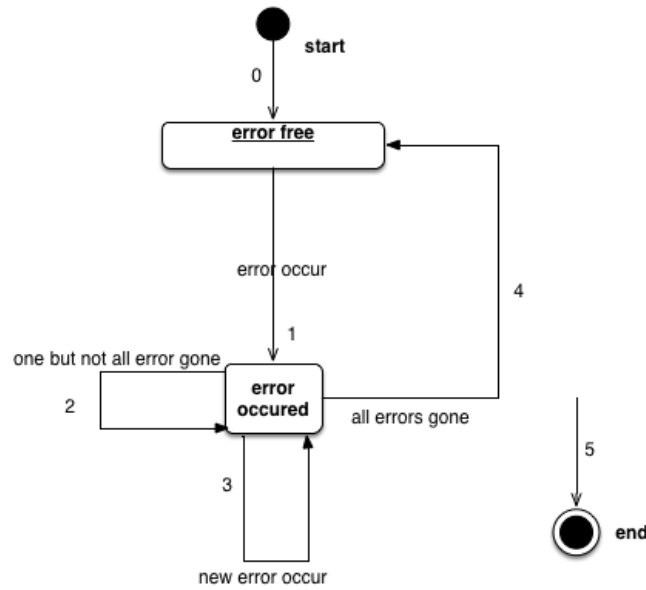 start
0
error free
error occur
4
1
one but not all error gone
error
occured
2
all errors gone
5
3
end
new error occur